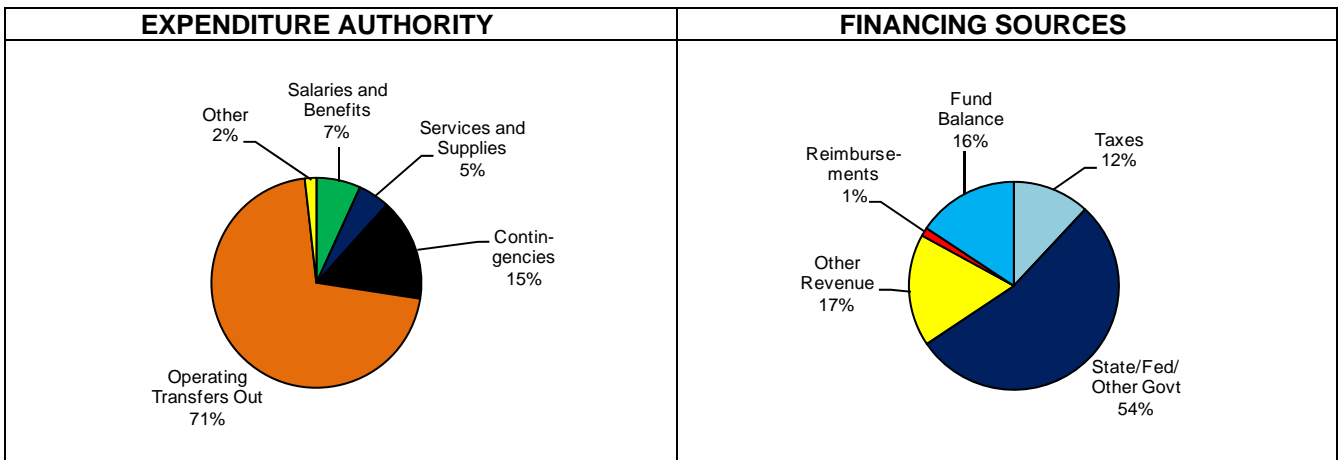 EXPENDITURE AUTHORITY
Other
2%
Salaries and
Benefits
7%
Services and
Supplies
5%
Contin-
gencies
15%
Operating
Transfers Out
71%
FINANCING SOURCES
Fund
Balance
16%
Taxes
12%
Reimburse-
ments
1%
Other
Revenue
17%
State/Fed/
Other Govt
54%